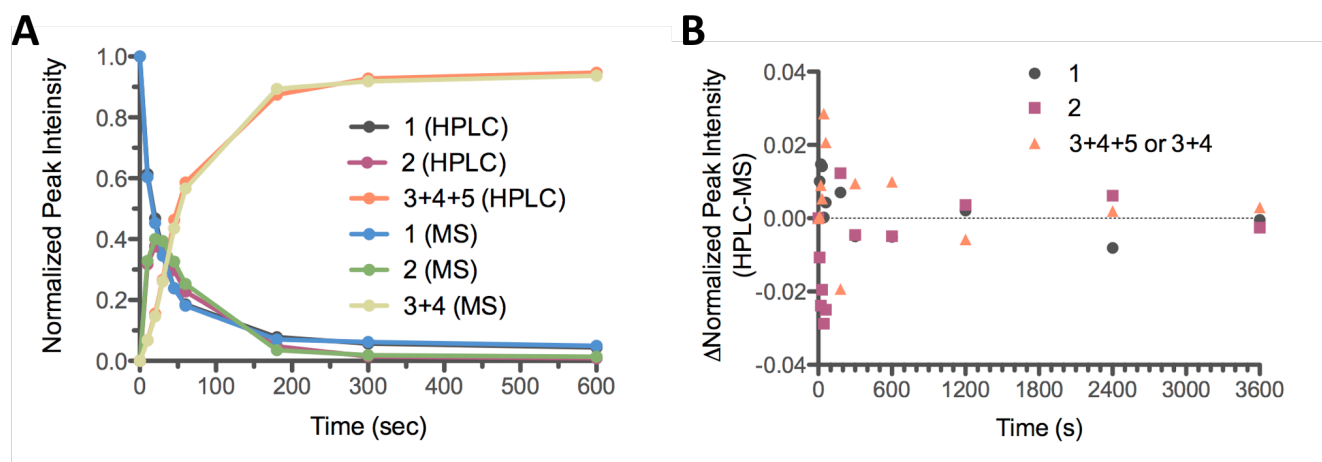 A
Normalized Peak Inteinsity
1.0
0.8
0.6
0.4
0.2
0.0
0
100
200
300
400
500
600
Time (sec)
1 (HPLC)
2 (HPLC)
3+4+5 (HPLC)
1 (MS)
2 (MS)
3+4 (MS)
B
ΔNormalized Peak Intensity
(HPLC-MS)
0.04
0.02
0.00
-0.02
-0.04
0
600
1200
1800
2400
3000
3600
Time (s)
1
2
3+4+5 or 3+4